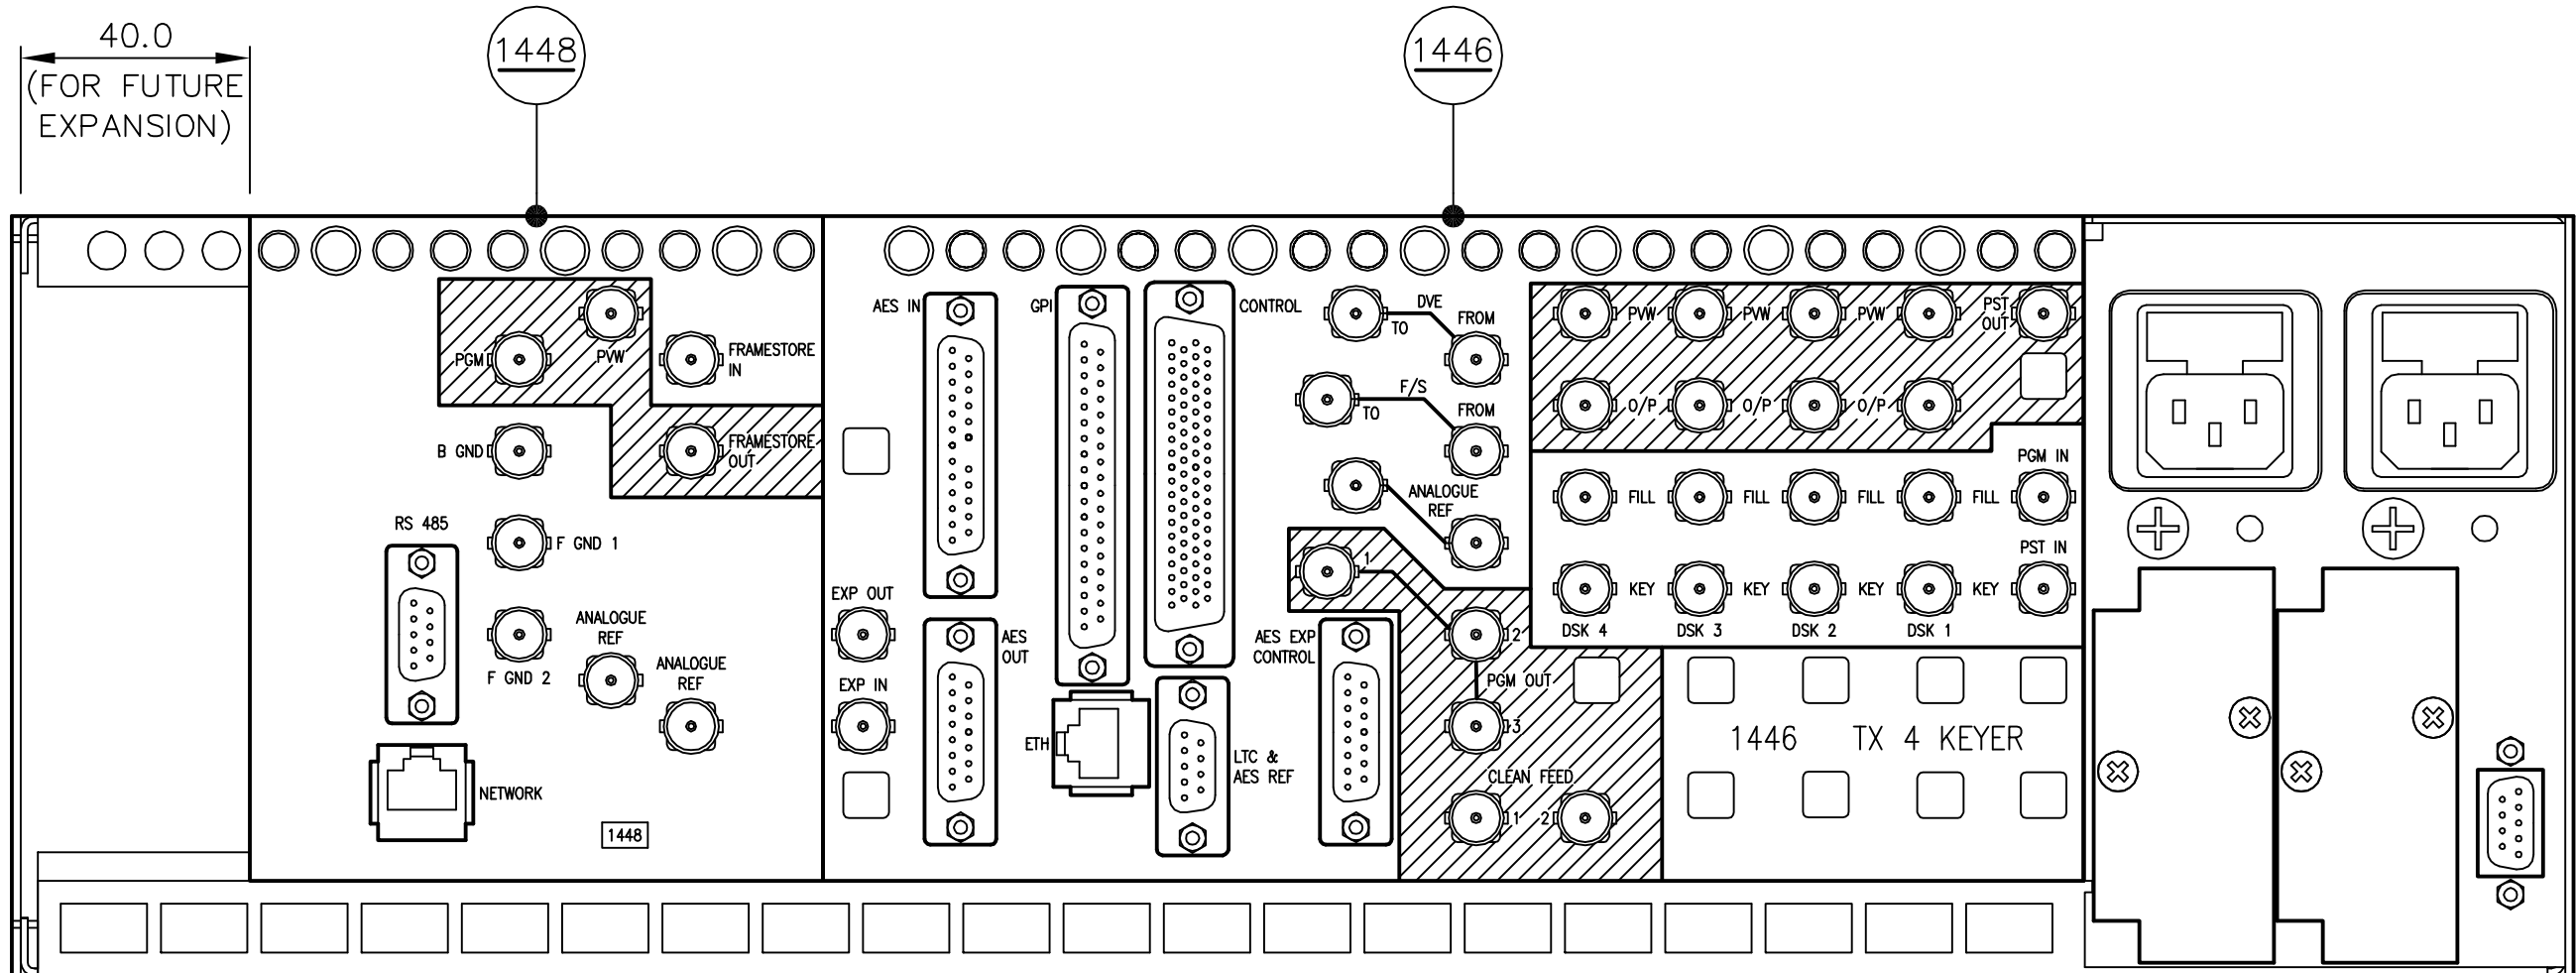 40.0
(FOR FUTURE
EXPANSION)
1448
1446
PGM
PVW
FRAMESTORE
IN
FRAMESTORE
OUT
B GND
RS 485
F GND 1
F GND 2
ANALOGUE
REF
ANALOGUE
REF
NETWORK
1448
AES IN
GPI
CONTROL
EXP OUT
EXP IN
AES
OUT
ETH
LTC &
AES REF
AES EXP
CONTROL
DVE
TO
FROM
F/S
TO
FROM
ANALOGUE
REF
1
2
PGM OUT
3
CLEAN FEED
1 2
PVW PVW PVW PST
OUT
O/P O/P O/P
PGM IN
FILL FILL FILL FILL
PST IN
KEY KEY KEY KEY
DSK 4 DSK 3 DSK 2 DSK 1
1446 TX 4 KEYER